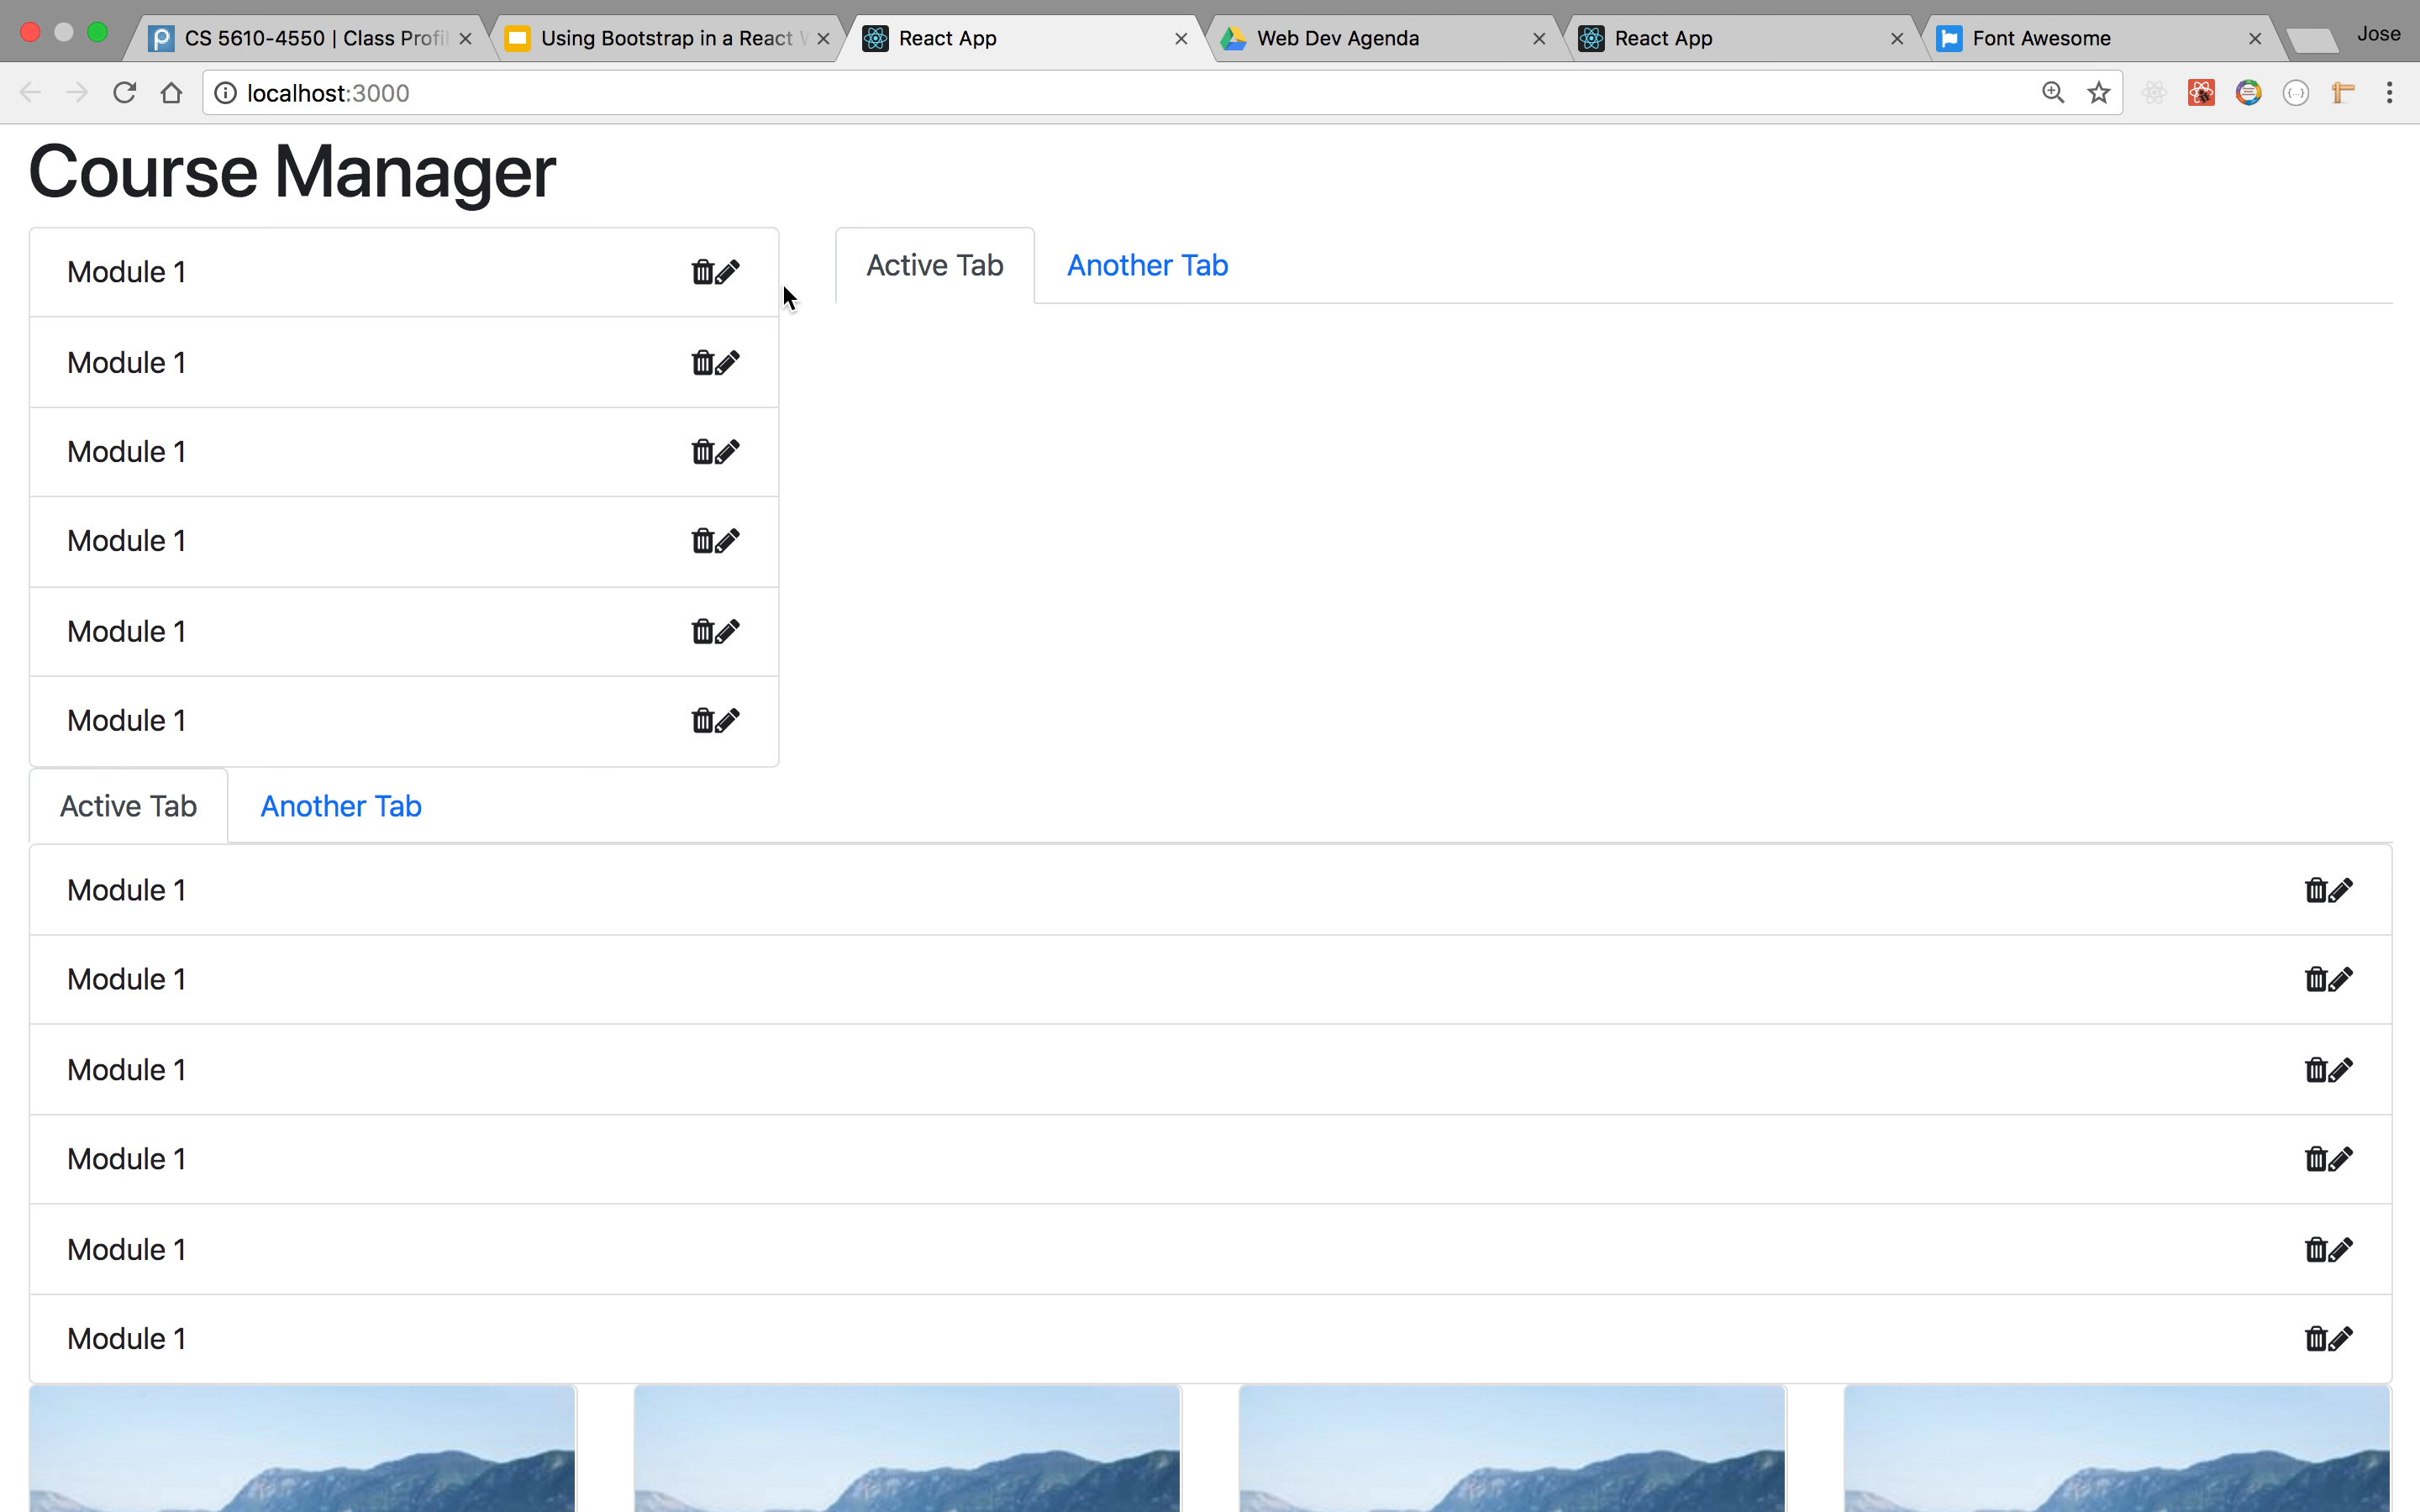 CS 5610-4550 | Class Profil
Using Bootstrap in a React
React App
Web Dev Agenda
React App
Font Awesome
Jose
localhost:3000
Course Manager
Module 1
Module 1
Module 1
Module 1
Module 1
Module 1
Active Tab Another Tab
Active Tab Another Tab
Module 1
Module 1
Module 1
Module 1
Module 1
Module 1